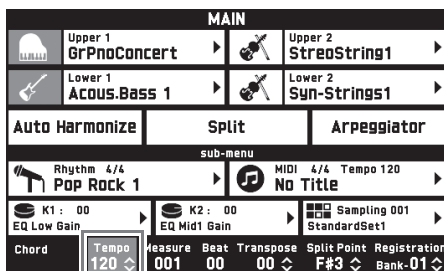 MAIN
Upper 1
GrPnoConcert
Upper 2
StreoString1
Lower 1
Acous.Bass 1
Lower 2
Syn-Strings1
Auto Harmonize Split Arpeggiator
sub-menu
Rhythm 4/4
Pop Rock 1
MIDI 4/4 Tempo 120
No Title
K1 : 00
EQ Low Gain
K2 : 00
EQ Mid1 Gain
Sampling 001
StandardSet1
Chord Tempo Measure Beat Transpose Split Point Registration
120 001 00 00 F#3 Bank-01